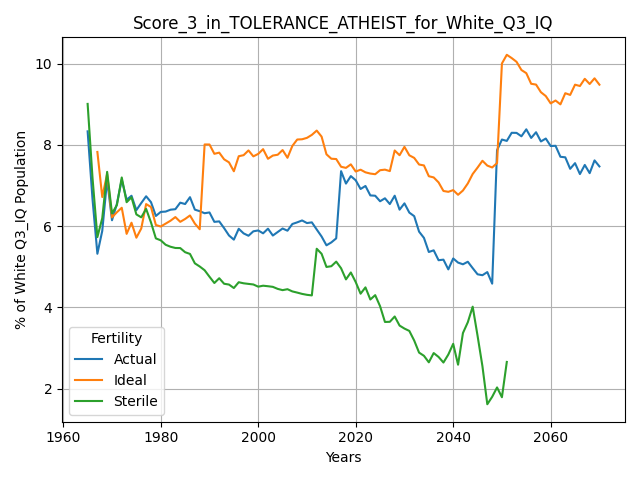 Score_3_in_TOLERANCE_ATHEIST_for_White_Q3_IQ
% of White Q3_IQ Population
10
8
6
4
2
Fertility
Actual
Ideal
Sterile
1960 1980 2000 2020 2040 2060
Years